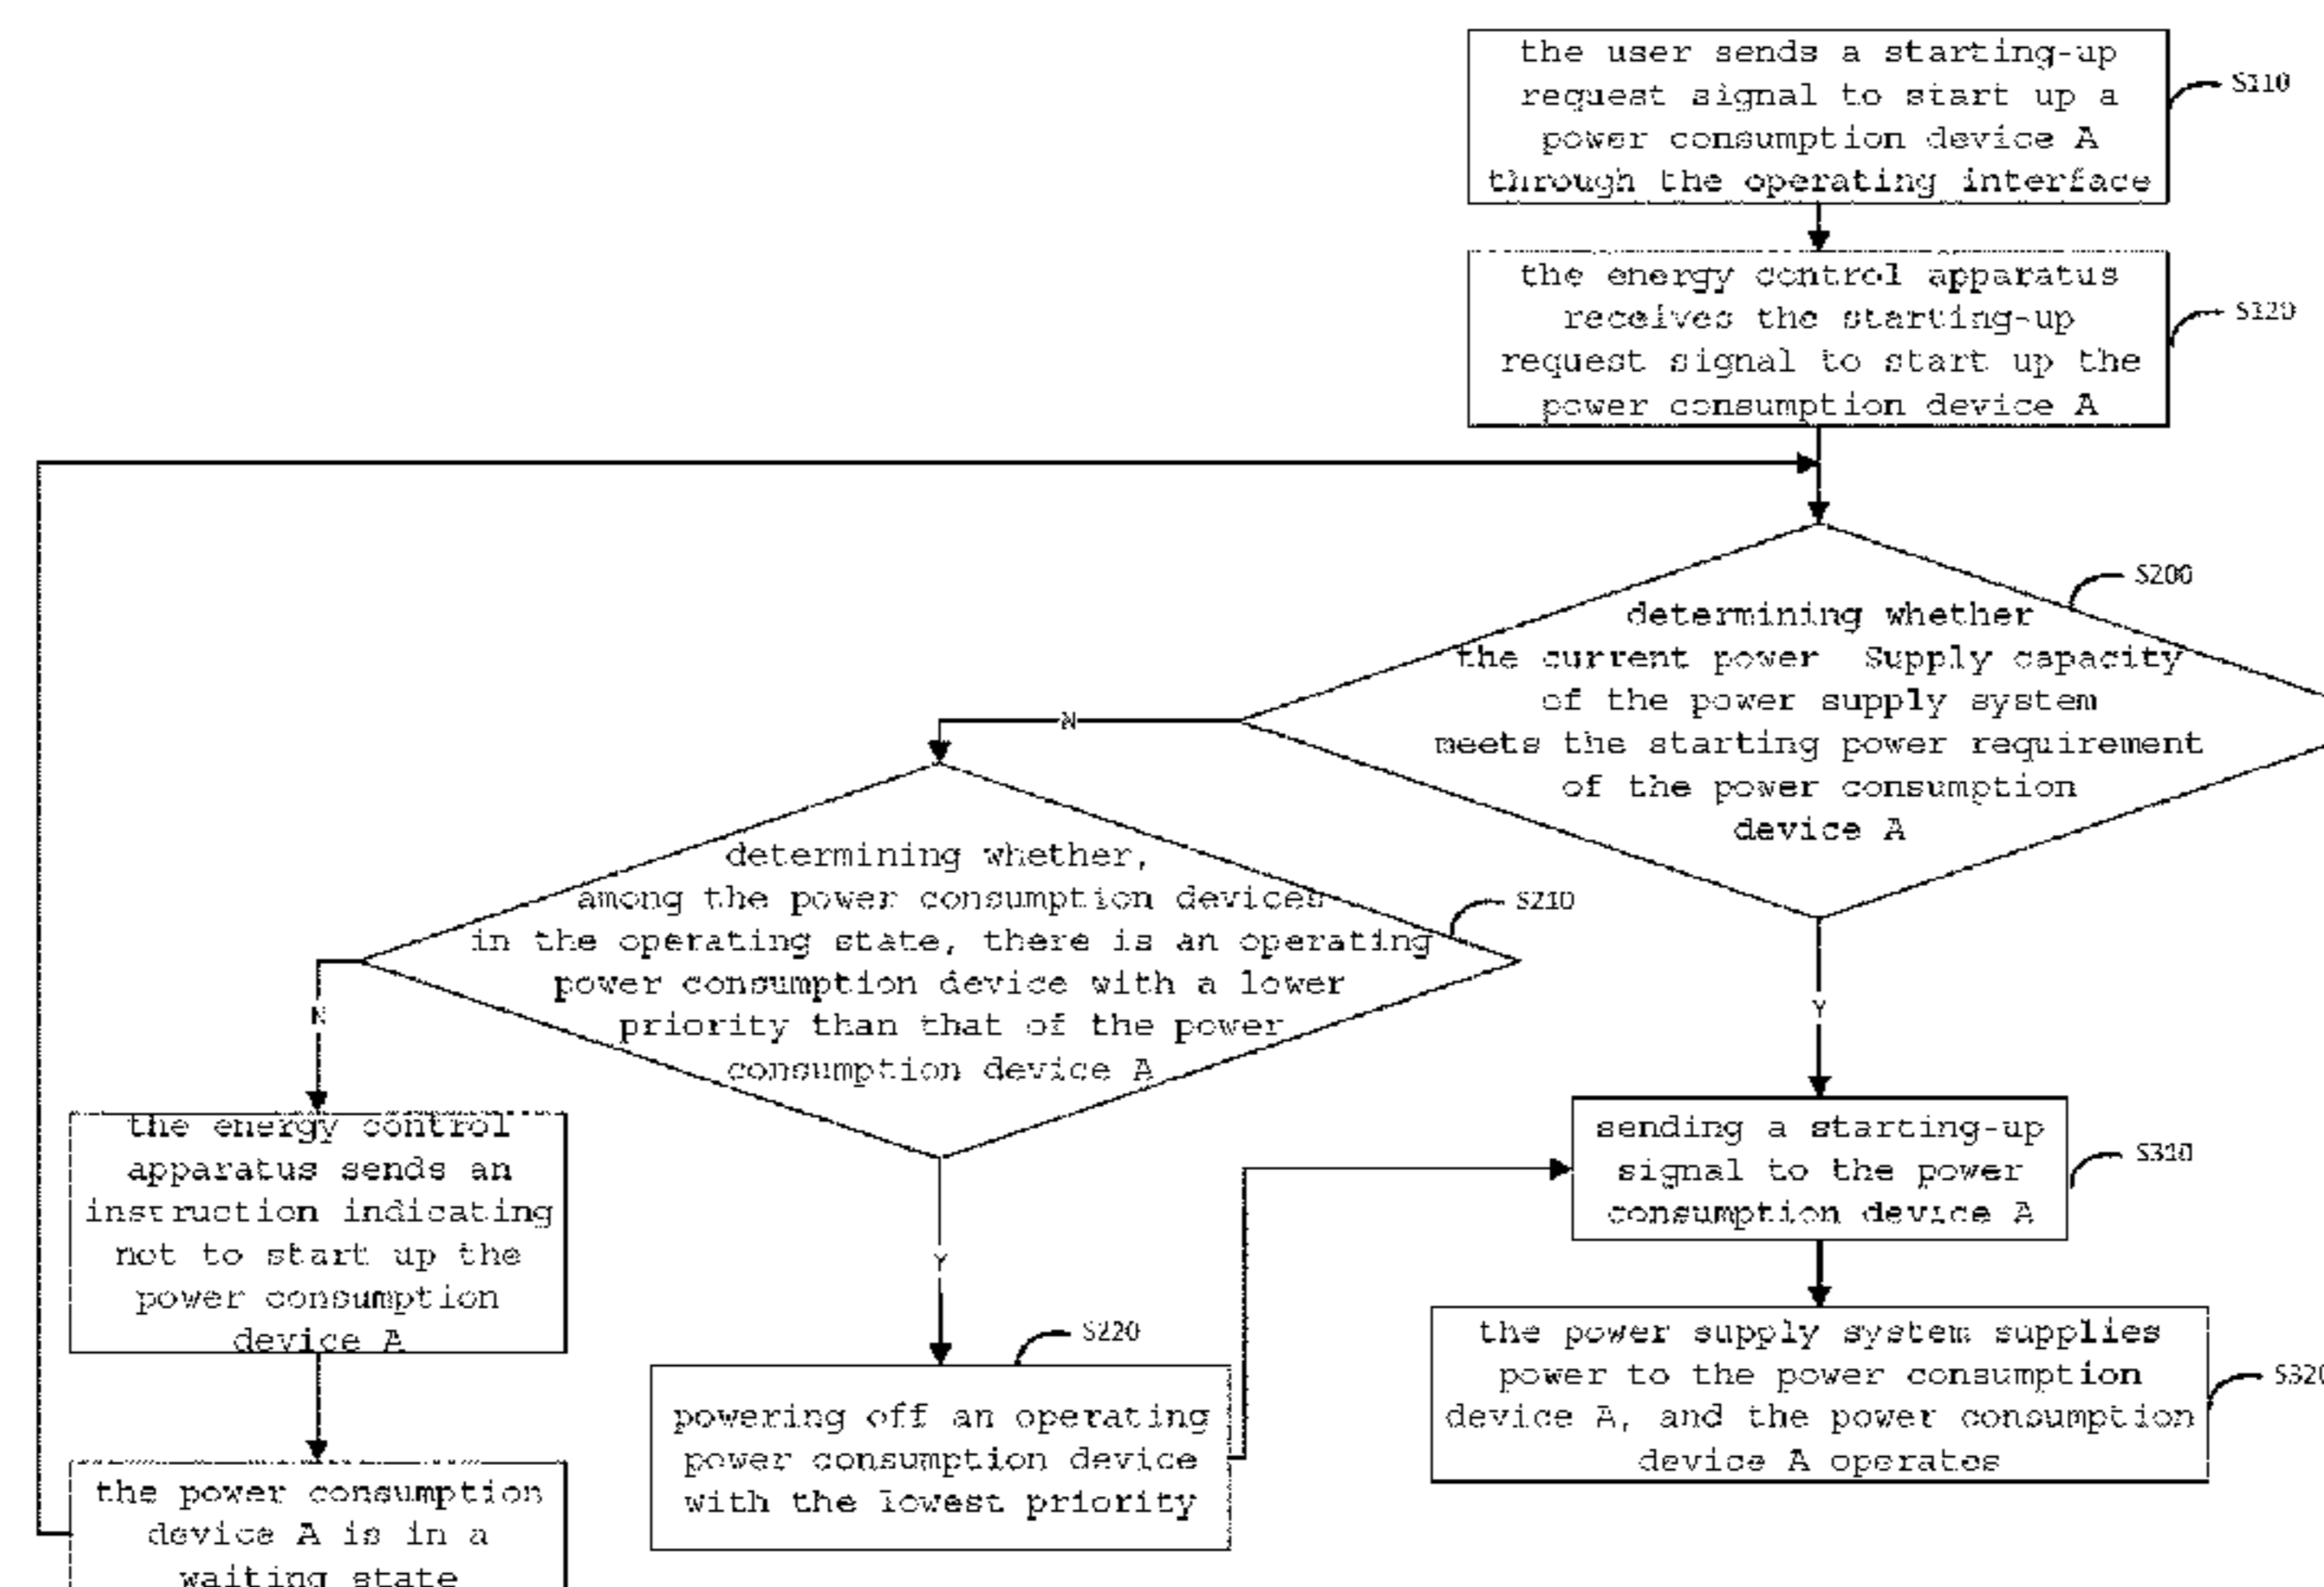 the user sends a starting-up
request signal to start up a
power consumption device A
through the operating interface
S110
the energy control apparatus
receives the starting-up
request signal to start up the
power consumption device A
S120
S200
determining whether
the current power Supply capacity
of the power supply system
meets the starting power requirement
of the power consumption
device A
N
determining whether,
among the power consumption devices
in the operating state, there is an operating
power consumption device with a lower
priority than that of the power
consumption device A
S210
N
Y
the energy control
apparatus sends an
instruction indicating
not to start up the
power consumption
device A
sending a starting-up
signal to the power
consumption device A
S310
Y
S220
powering off an operating
power consumption device
with the lowest priority
the power supply system supplies
power to the power consumption
device A, and the power consumption
device A operates
S320
the power consumption
device A is in a
waiting state